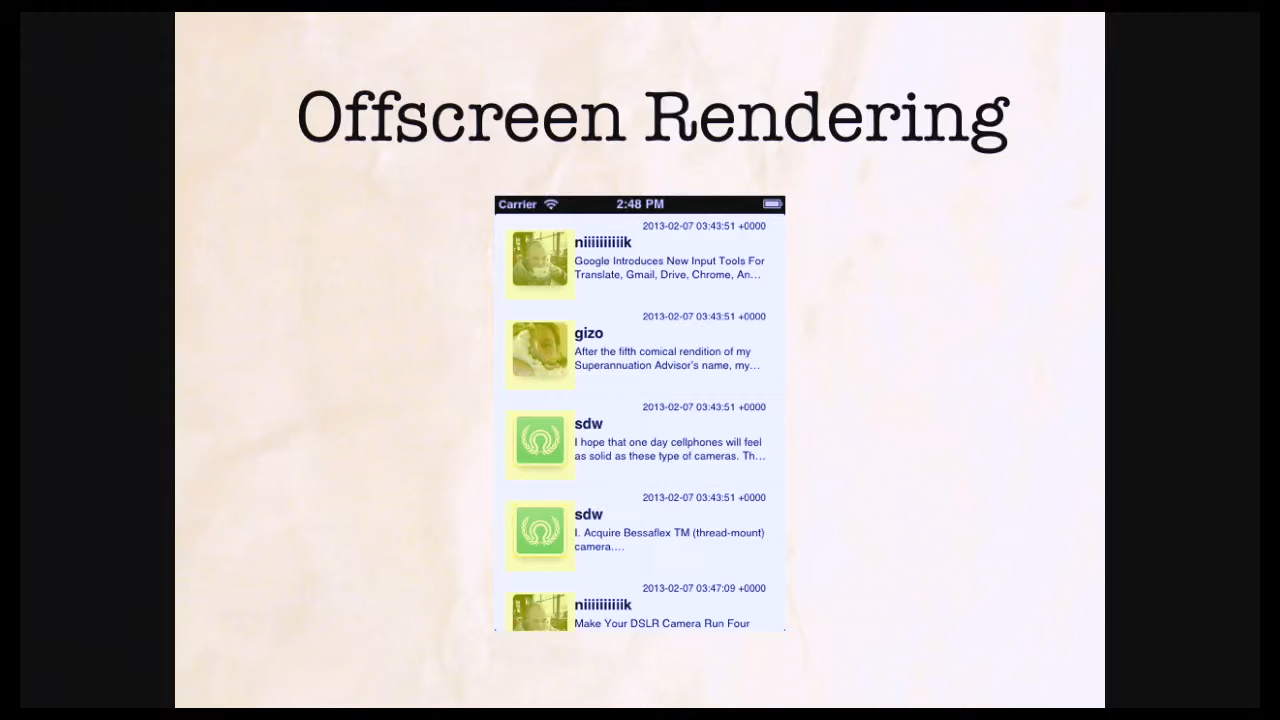 Offscreen Rendering
Carrier 2:48 PM
2013-02-07 03:43:51 +0000
niiiiiiiiik
Google Introduces New Input Tools For
Translate, Gmail, Drive, Chrome, An...
2013-02-07 03:43:51 +0000
gizo
After the fifth comical rendition of my
Superannuation Advisor's name, my...
2013-02-07 03:43:51 +0000
sdw
I hope that one day cellphones will feel
as solid as these type of cameras. Th...
2013-02-07 03:43:51 +0000
sdw
I. Acquire Bessaflex TM (thread-mount)
camera....
2013-02-07 03:47:09 +0000
niiiiiiiiik
Make Your DSLR Camera Run Four